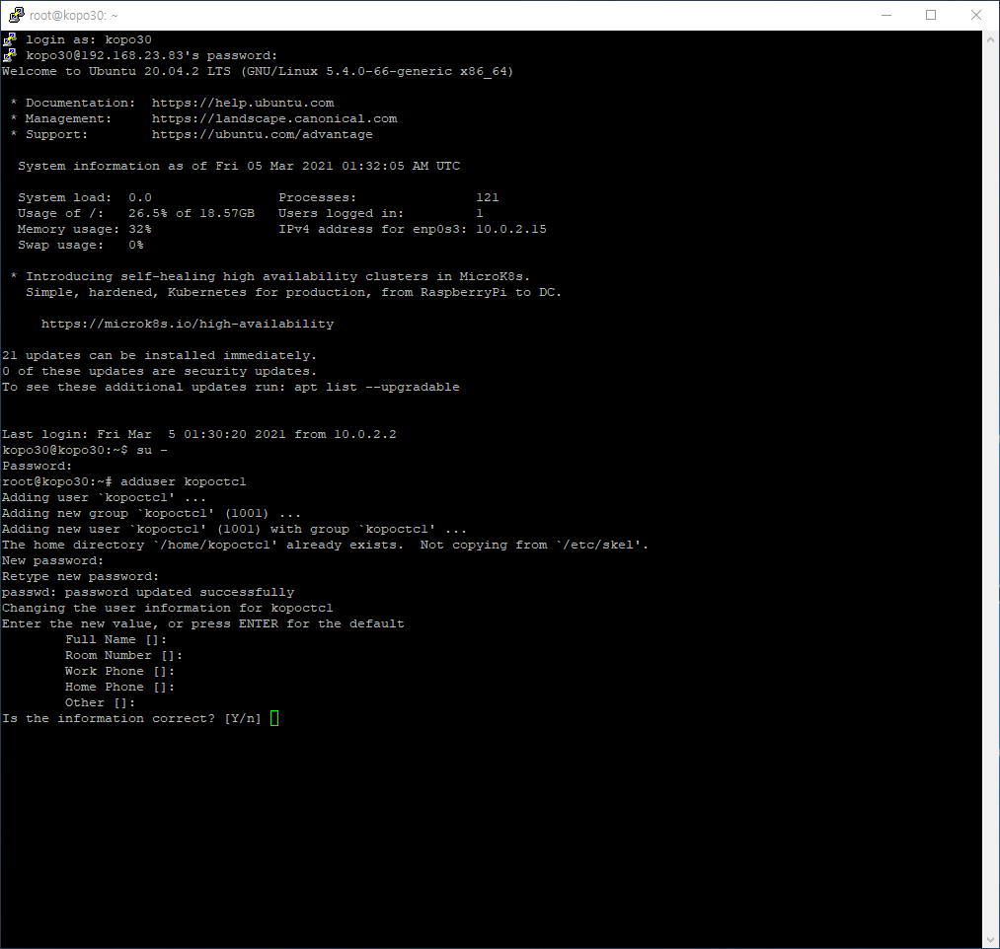 root@kopo30: ~
login as: kopo30
kopo30@192.168.23.83's password:
Welcome to Ubuntu 20.04.2 LTS (GNU/Linux 5.4.0-66-generic x86_64)
* Documentation:  https://help.ubuntu.com
* Management:     https://landscape.canonical.com
* Support:        https://ubuntu.com/advantage
System information as of Fri 05 Mar 2021 01:32:05 AM UTC
System load:  0.0                Processes:               121
Usage of /:   26.5% of 18.57GB   Users logged in:         1
Memory usage: 32%                IPv4 address for enp0s3: 10.0.2.15
Swap usage:   0%
* Introducing self-healing high availability clusters in MicroK8s.
Simple, hardened, Kubernetes for production, from RaspberryPi to DC.
https://microk8s.io/high-availability
21 updates can be installed immediately.
0 of these updates are security updates.
To see these additional updates run: apt list --upgradable
Last login: Fri Mar  5 01:30:20 2021 from 10.0.2.2
kopo30@kopo30:~$ su -
Password:
root@kopo30:~# adduser kopoctc1
Adding user `kopoctc1' ...
Adding new group `kopoctc1' (1001) ...
Adding new user `kopoctc1' (1001) with group `kopoctc1' ...
The home directory `/home/kopoctc1' already exists.  Not copying from `/etc/skel'.
New password:
Retype new password:
passwd: password updated successfully
Changing the user information for kopoctc1
Enter the new value, or press ENTER for the default
Full Name []:
Room Number []:
Work Phone []:
Home Phone []:
Other []:
Is the information correct? [Y/n]